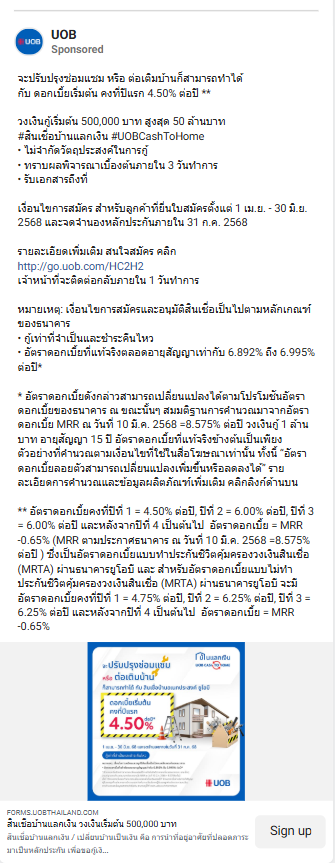 UOB
UOB
Sponsored
จะปรับปรุงซ่อมแซม หรือ ต่อเติมบ้านก็สามารถทำได้
กับ ดอกเบี้ยเริ่มต้น คงที่ปีแรก 4.50% ต่อปี **
วงเงินกู้เริ่มต้น 500,000 บาท สูงสุด 50 ล้านบาท
#สินเชื่อบ้านแลกเงิน #UOBCashToHome
• ไม่จำกัดวัตถุประสงค์ในการกู้
• ทราบผลพิจารณาเบื้องต้นภายใน 3 วันทำการ
• รับเอกสารถึงที่
เงื่อนไขการสมัคร สำหรับลูกค้าที่ยื่นใบสมัครตั้งแต่ 1 เม.ย. - 30 มิ.ย.
2568 และจดจำนองหลักประกันภายใน 31 ก.ค. 2568
รายละเอียดเพิ่มเติม สนใจสมัคร คลิก
http://go.uob.com/HC2H2
เจ้าหน้าที่จะติดต่อกลับภายใน 1 วันทำการ
หมายเหตุ: เงื่อนไขการสมัครและอนุมัติสินเชื่อเป็นไปตามหลักเกณฑ์
ของธนาคาร
• กู้เท่าที่จำเป็นและชำระคืนไหว
• อัตราดอกเบี้ยที่แท้จริงตลอดอายุสัญญาเท่ากับ 6.892% ถึง 6.995%
ต่อปี*
* อัตราดอกเบี้ยดังกล่าวสามารถเปลี่ยนแปลงได้ตามโปรโมชันอัตรา
ดอกเบี้ยของธนาคาร ณ ขณะนั้นๆ สมมติฐานการคำนวณมาจากอัตรา
ดอกเบี้ย MRR ณ วันที่ 10 มี.ค. 2568 =8.575% ต่อปี วงเงินกู้ 1 ล้าน
บาท อายุสัญญา 15 ปี อัตราดอกเบี้ยที่แท้จริงข้างต้นเป็นเพียง
ตัวอย่างที่คำนวณตามเงื่อนไขที่ใช้ในสื่อโฆษณาเท่านั้น ทั้งนี้ "อัตรา
ดอกเบี้ยลอยตัวสามารถเปลี่ยนแปลงเพิ่มขึ้นหรือลดลงได้" ราย
ละเอียดการคำนวณและข้อมูลผลิตภัณฑ์เพิ่มเติม คลิกลิงก์ด้านบน
** อัตราดอกเบี้ยคงที่ปีที่ 1 = 4.50% ต่อปี, ปีที่ 2 = 6.00% ต่อปี, ปีที่ 3
= 6.00% ต่อปี และหลังจากปีที่ 4 เป็นต้นไป อัตราดอกเบี้ย = MRR
-0.65% (MRR ตามประกาศธนาคาร ณ วันที่ 10 มี.ค. 2568 =8.575%
ต่อปี ) ซึ่งเป็นอัตราดอกเบี้ยแบบทำประกันชีวิตคุ้มครองวงเงินสินเชื่อ
(MRTA) ผ่านธนาคารยูโอบี และ สำหรับอัตราดอกเบี้ยแบบไม่ทำ
ประกันชีวิตคุ้มครองวงเงินสินเชื่อ (MRTA) ผ่านธนาคารยูโอบี จะมี
อัตราดอกเบี้ยคงที่ปีที่ 1 = 4.75% ต่อปี, ปีที่ 2 = 6.25% ต่อปี, ปีที่ 3 =
6.25% ต่อปี และหลังจากปีที่ 4 เป็นต้นไป อัตราดอกเบี้ย = MRR
-0.65%
จะ ปรับปรุงซ่อมแซม
หรือ ต่อเติมบ้าน
ดอกเบี้ยเริ่มต้น
คงที่ปีแรก
4.50% ต่อปี*
UOB
FORMS.UOBTHAILAND.COM
สินเชื่อบ้านแลกเงิน วงเงินเริ่มต้น 500,000 บาท
สินเชื่อบ้านแลกเงิน / เปลี่ยนบ้านเป็นเงิน คือ การนำที่อยู่อาศัยที่ปลอดภาระ
มาเป็นหลักประกัน เพื่อขอกู้เงิ...
Sign up